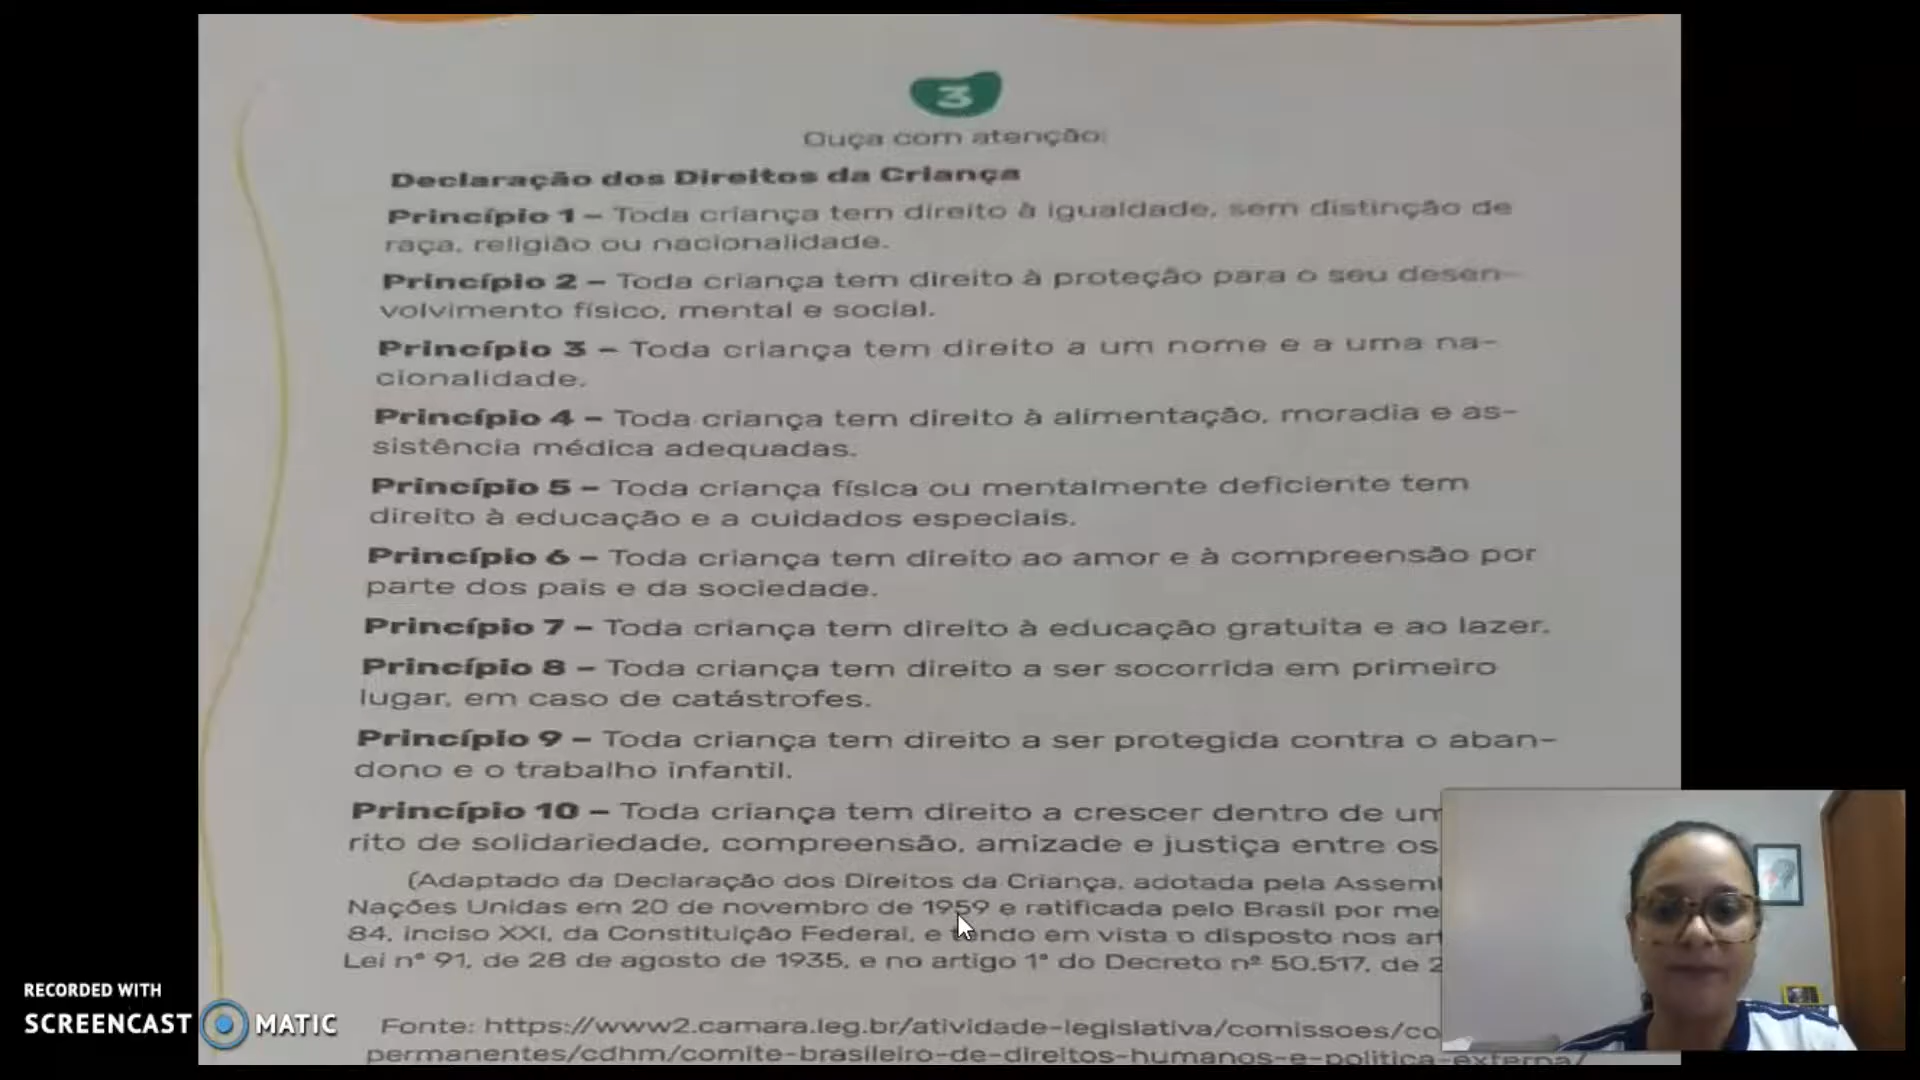 3
Ouça com atenção:
Declaração dos Direitos da Criança
Princípio 1 – Toda criança tem direito à igualdade, sem distinção de
raça, religião ou nacionalidade.
Princípio 2 – Toda criança tem direito à proteção para o seu desen-
volvimento físico, mental e social.
Princípio 3 – Toda criança tem direito a um nome e a uma na-
cionalidade.
Princípio 4 – Toda criança tem direito à alimentação, moradia e as-
sistência médica adequadas.
Princípio 5 – Toda criança física ou mentalmente deficiente tem
direito à educação e a cuidados especiais.
Princípio 6 – Toda criança tem direito ao amor e à compreensão por
parte dos pais e da sociedade.
Princípio 7 – Toda criança tem direito à educação gratuita e ao lazer.
Princípio 8 – Toda criança tem direito a ser socorrida em primeiro
lugar, em caso de catástrofes.
Princípio 9 – Toda criança tem direito a ser protegida contra o aban-
dono e o trabalho infantil.
Princípio 10 – Toda criança tem direito a crescer dentro de um
rito de solidariedade, compreensão, amizade e justiça entre os
(Adaptado da Declaração dos Direitos da Criança, adotada pela
Nações Unidas em 20 de novembro de 1959 e ratificada pelo Brasil por
84, inciso XXI, da Constituição Federal, e tendo em vista o disposto nos
Lei nº 91, de 28 de agosto de 1935, e no artigo 1º do Decreto nº 50.517, de 2
Fonte: https://www2.camara.leg.br/atividade-legislativa/comissoes/co
permanentes/cdhm/comite-brasileiro-de-direitos-humanos-e-politica-externa/
RECORDED WITH
SCREENCAST MATIC